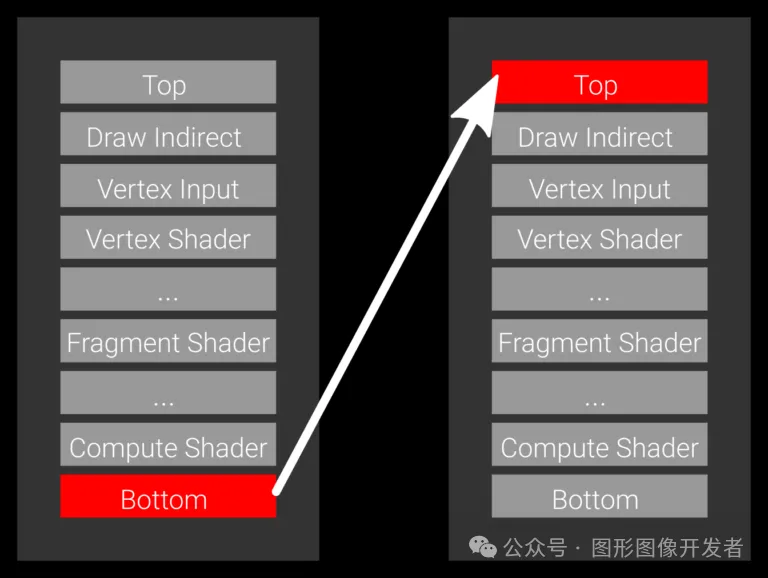 Top
Draw Indirect
Vertex Input
Vertex Shader
...
Fragment Shader
...
Compute Shader
Bottom
Top
Draw Indirect
Vertex Input
Vertex Shader
...
Fragment Shader
...
Compute Shader
Bottom
公众号 · 图形图像开发者